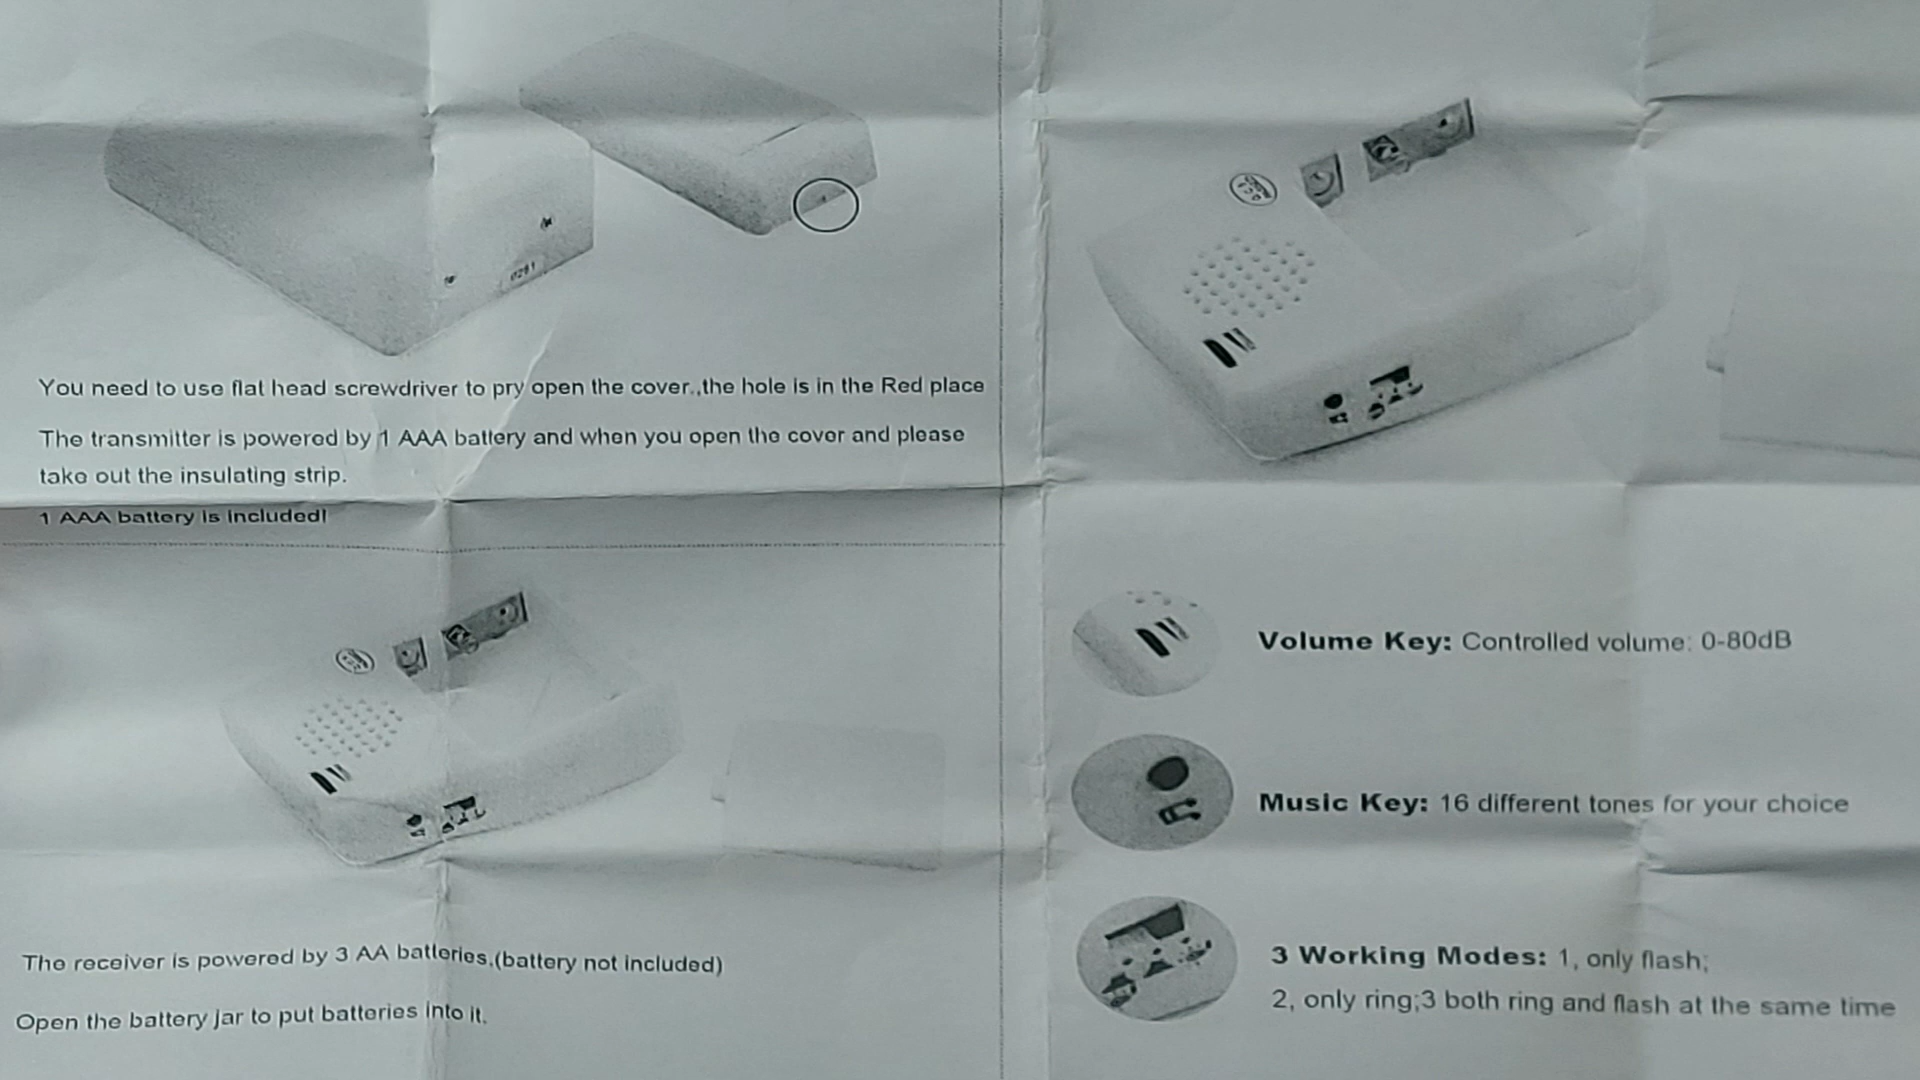 You need to use flat head screwdriver to pry open the cover.,the hole is in the Red place
The transmitter is powered by 1 AAA battery and when you open the cover and please
take out the insulating strip.
1 AAA battery is included!
The receiver is powered by 3 AA batteries.(battery not included)
Open the battery jar to put batteries into it.
Volume Key: Controlled volume: 0-80dB
Music Key: 16 different tones for your choice
3 Working Modes: 1, only flash;
2, only ring;3 both ring and flash at the same time